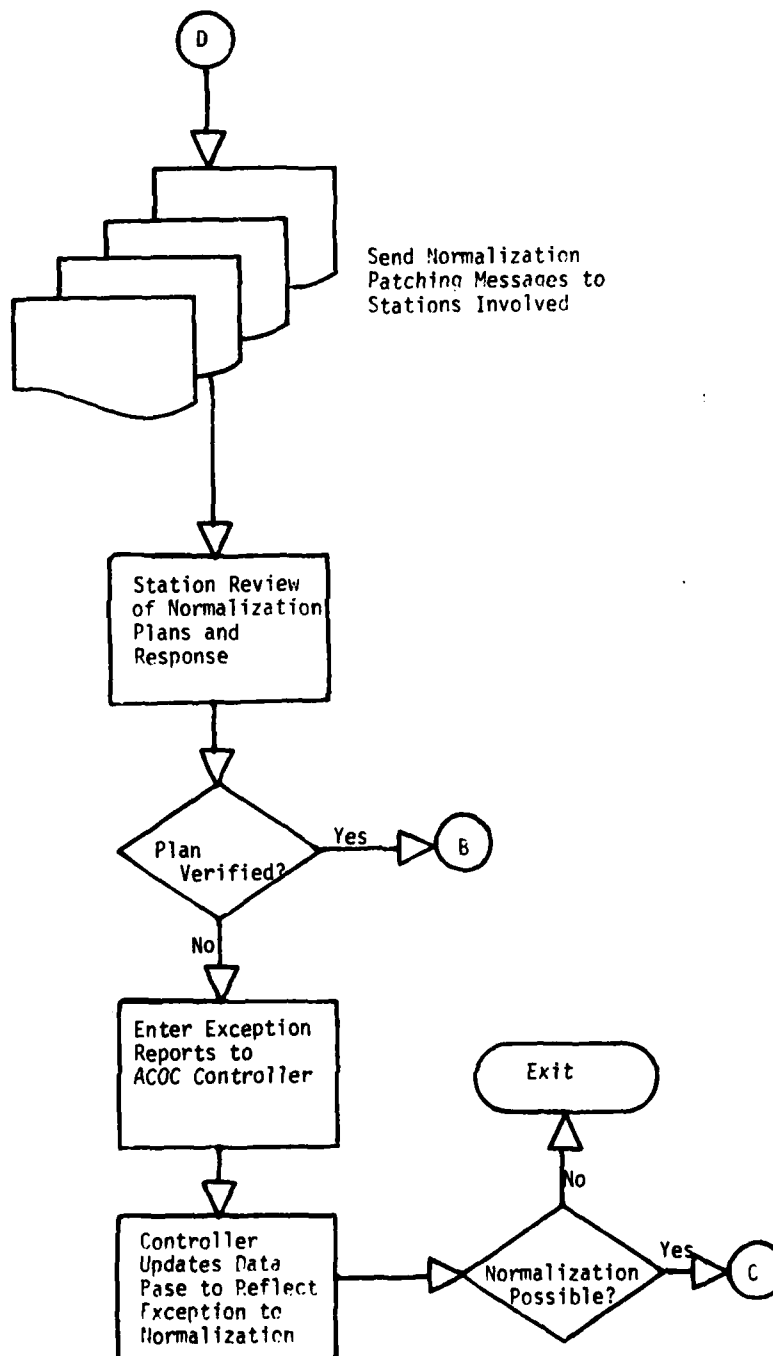 D
Send Normalization
Patching Messages to
Stations Involved
Station Review
of Normalization
Plans and
Response
Plan
Verified?
Yes
B
No
Enter Exception
Reports to
ACOC Controller
Exit
No
Controller
Updates Data
Pase to Reflect
Exception to
Normalization
Normalization
Possible?
Yes
C